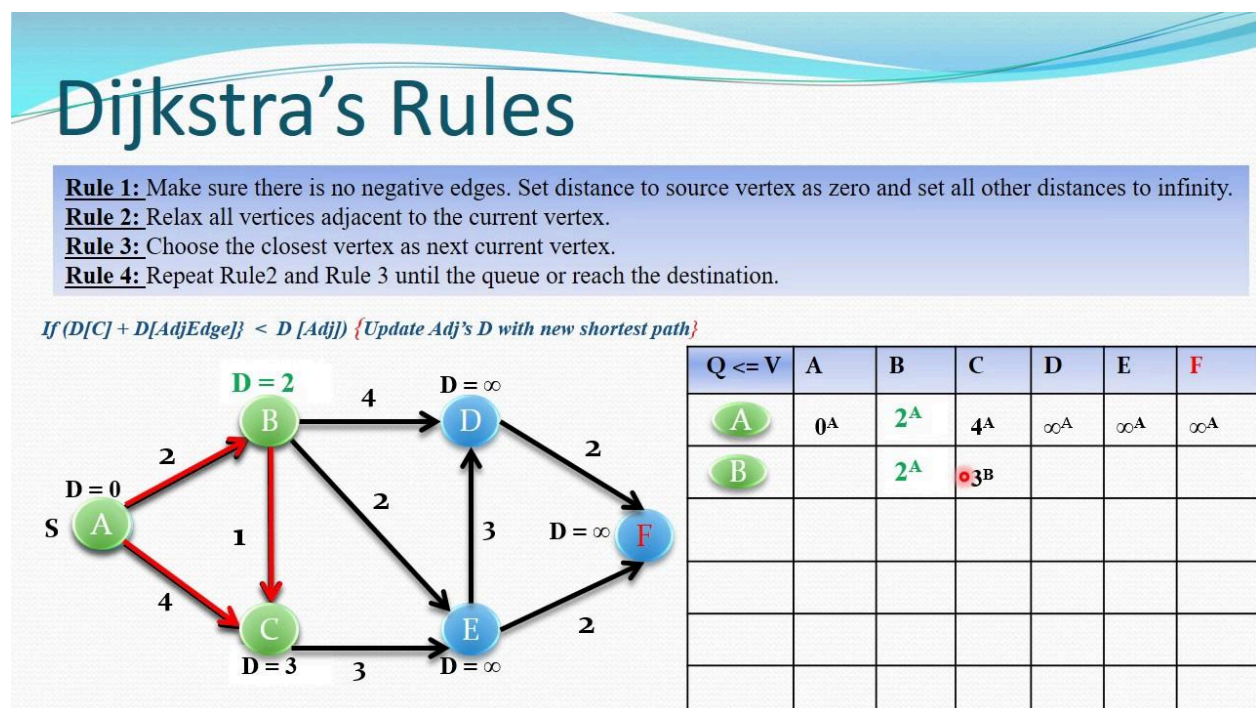 Dijkstra's Rules
Rule 1: Make sure there is no negative edges. Set distance to source vertex as zero and set all other distances to infinity.
Rule 2: Relax all vertices adjacent to the current vertex.
Rule 3: Choose the closest vertex as next current vertex.
Rule 4: Repeat Rule2 and Rule 3 until the queue or reach the destination.
If (D[C] + D[AdjEdge]} < D [Adj]) {Update Adj's D with new shortest path}
D = 2
B
4
D = ∞
D
2
2
D = 0
S A
1
2
3
D = ∞ F
4
C
D = 3
3
E
D = ∞
2
Q <= V A B C D E F
A 0ᴬ 2ᴬ 4ᴬ ∞ᴬ ∞ᴬ ∞ᴬ
B 2ᴬ 3ᴮ